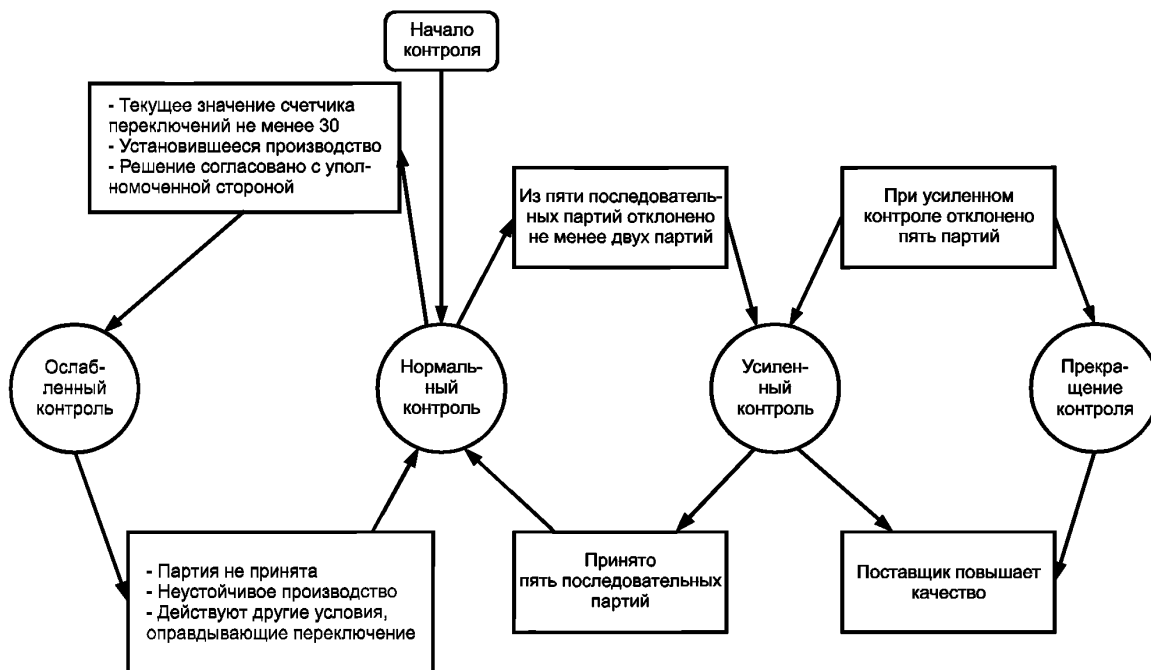 Начало
контроля
- Текущее значение счетчика
переключений не менее 30
- Установившееся производство
- Решение согласовано с упол-
номоченной стороной
Из пяти последователь-
ных партий отклонено
не менее двух партий
При усиленном
контроле отклонено
пять партий
Ослаб-
ленный
контроль
Нормаль-
ный
контроль
Усилен-
ный
контроль
Прекра-
щение
контроля
- Партия не принята
- Неустойчивое производство
- Действуют другие условия,
оправдывающие переключение
Принято
пять последовательных
партий
Поставщик повышает
качество